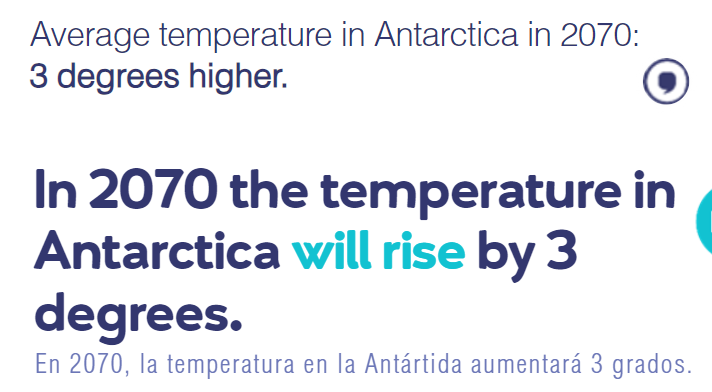 Average temperature in Antarctica in 2070:
3 degrees higher.
In 2070 the temperature in
Antarctica will rise by 3
degrees.
En 2070, la temperatura en la Antártida aumentará 3 grados.